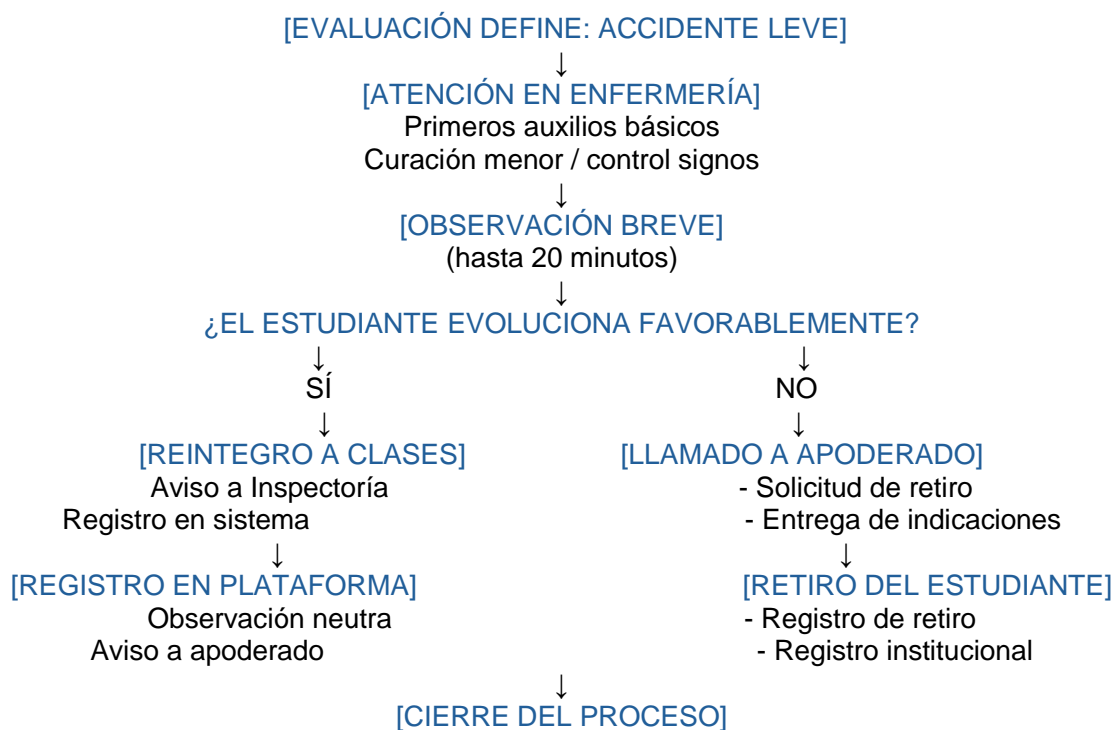 [EVALUACIÓN DEFINE: ACCIDENTE LEVE]
↓
[ATENCIÓN EN ENFERMERÍA]
Primeros auxilios básicos
Curación menor / control signos
↓
[OBSERVACIÓN BREVE]
(hasta 20 minutos)
↓
¿EL ESTUDIANTE EVOLUCIONA FAVORABLEMENTE?
↓ ↓
SÍ NO
↓ ↓
[REINTEGRO A CLASES] [LLAMADO A APODERADO]
Aviso a Inspectoría - Solicitud de retiro
Registro en sistema - Entrega de indicaciones
↓ ↓
[REGISTRO EN PLATAFORMA] [RETIRO DEL ESTUDIANTE]
Observación neutra - Registro de retiro
Aviso a apoderado - Registro institucional
↓
[CIERRE DEL PROCESO]